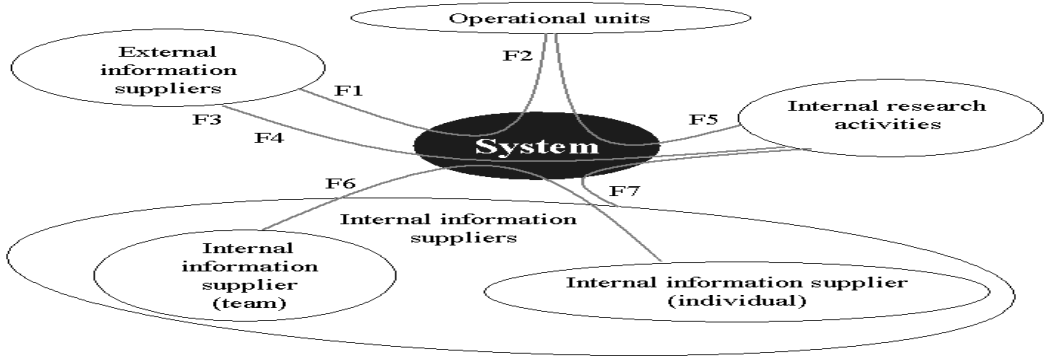 Operational units
External
information
suppliers
F2
F1
F3
F4
F5
Internal research
activities
System
F6
F7
Internal information
suppliers
Internal
information
supplier
(team)
Internal information supplier
(individual)